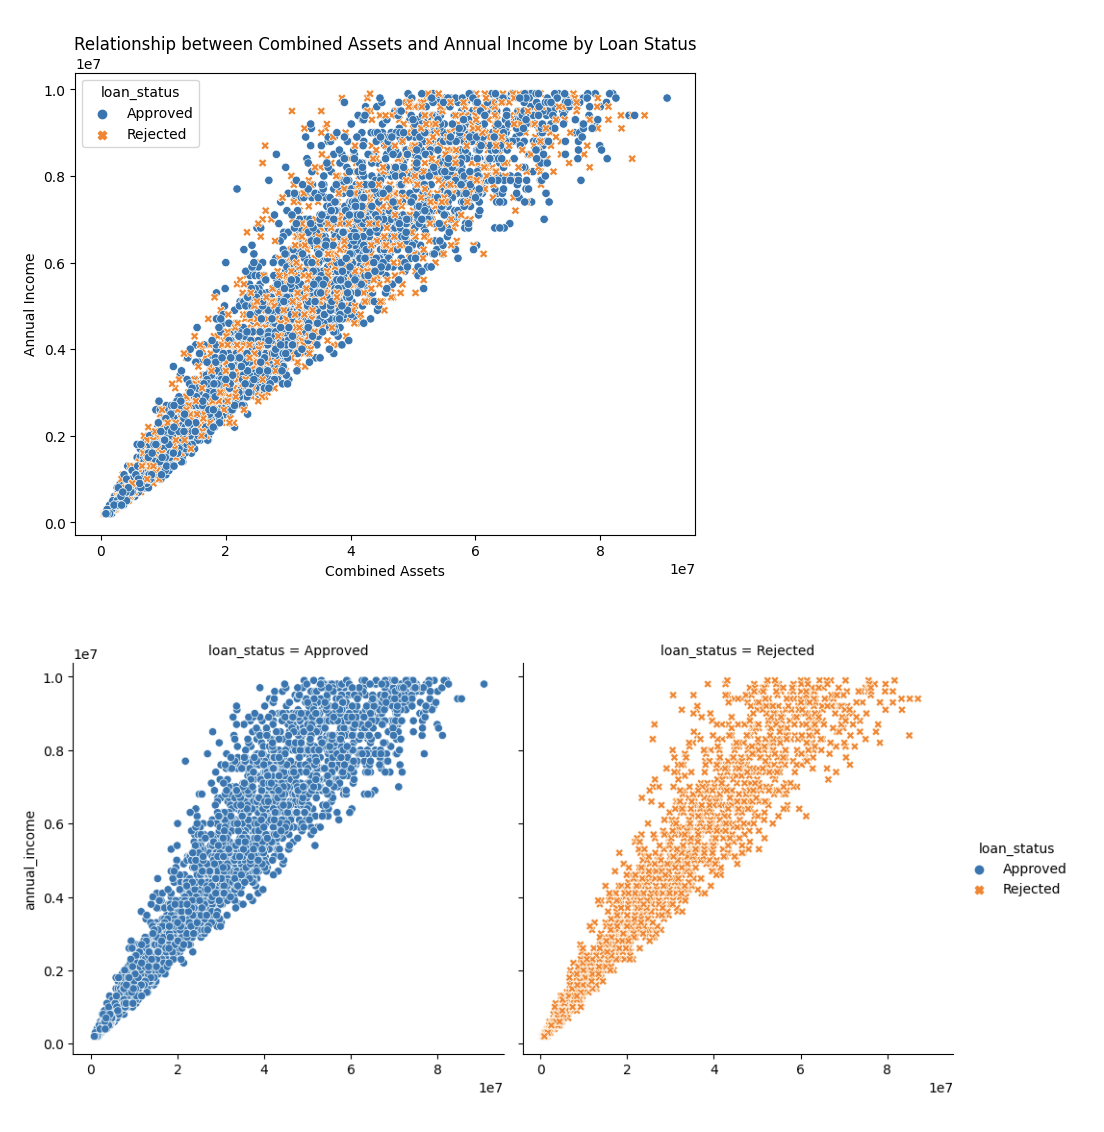 Relationship between Combined Assets and Annual Income by Loan Status
1e7
loan_status
Approved
Rejected
1.0
0.8
0.6
0.4
0.2
0.0
Annual Income
0 2 4 6 8
1e7
Combined Assets
loan_status = Approved
1e7
1.0
0.8
0.6
0.4
0.2
0.0
annual_income
0 2 4 6 8
1e7
loan_status = Rejected
0 2 4 6 8
1e7
loan_status
Approved
Rejected